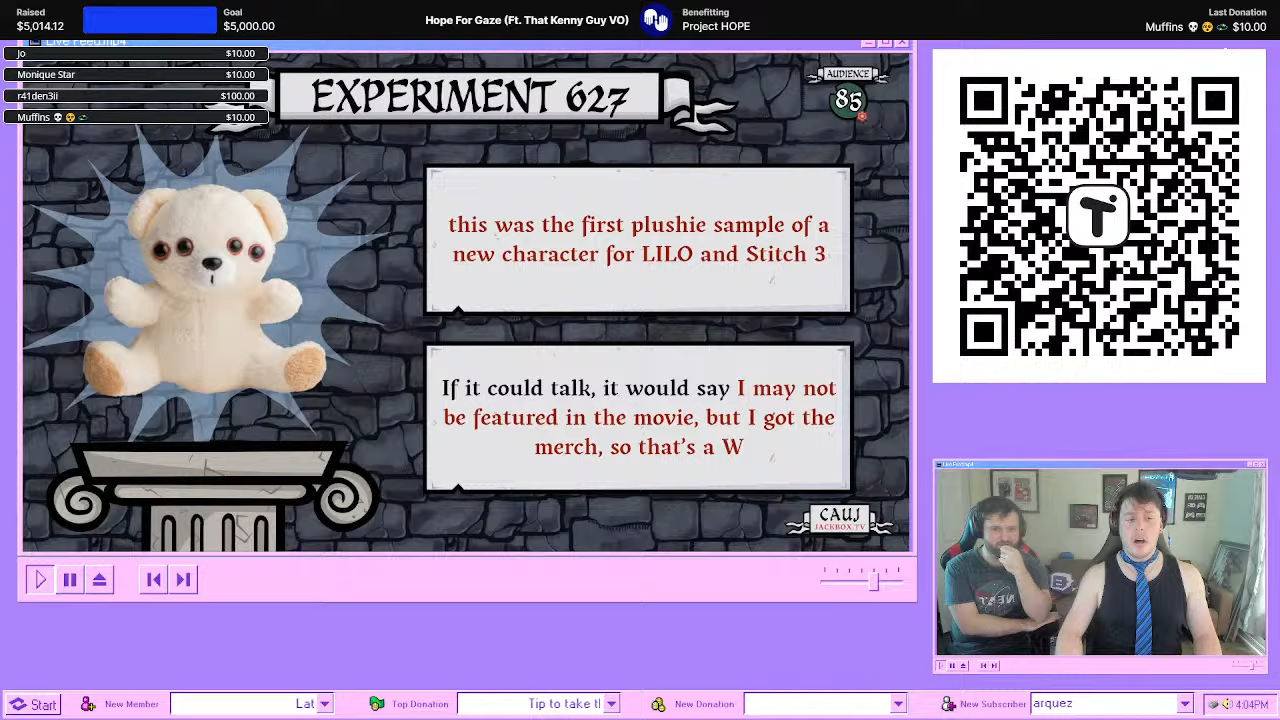 Raised
$5,014.12
Goal
$5,000.00
Hope For Gaze (Ft. That Kenny Guy VO)
Benefitting
Project HOPE
Last Donation
Muffins 💀 😢 🐟 $10.00
Jo $10.00
Monique Star $10.00
r41den3ii $100.00
Muffins $10.00
EXPERIMENT 627
AUDIENCE
85
this was the first plushie sample of a
new character for LILO and Stitch 3
If it could talk, it would say I may not
be featured in the movie, but I got the
merch, so that's a W
CAUJ
JACKBOX.TV
T
Start
New Member
Lat
Top Donation
Tip to take tl
New Donation
New Subscriber
arquez
4:04PM